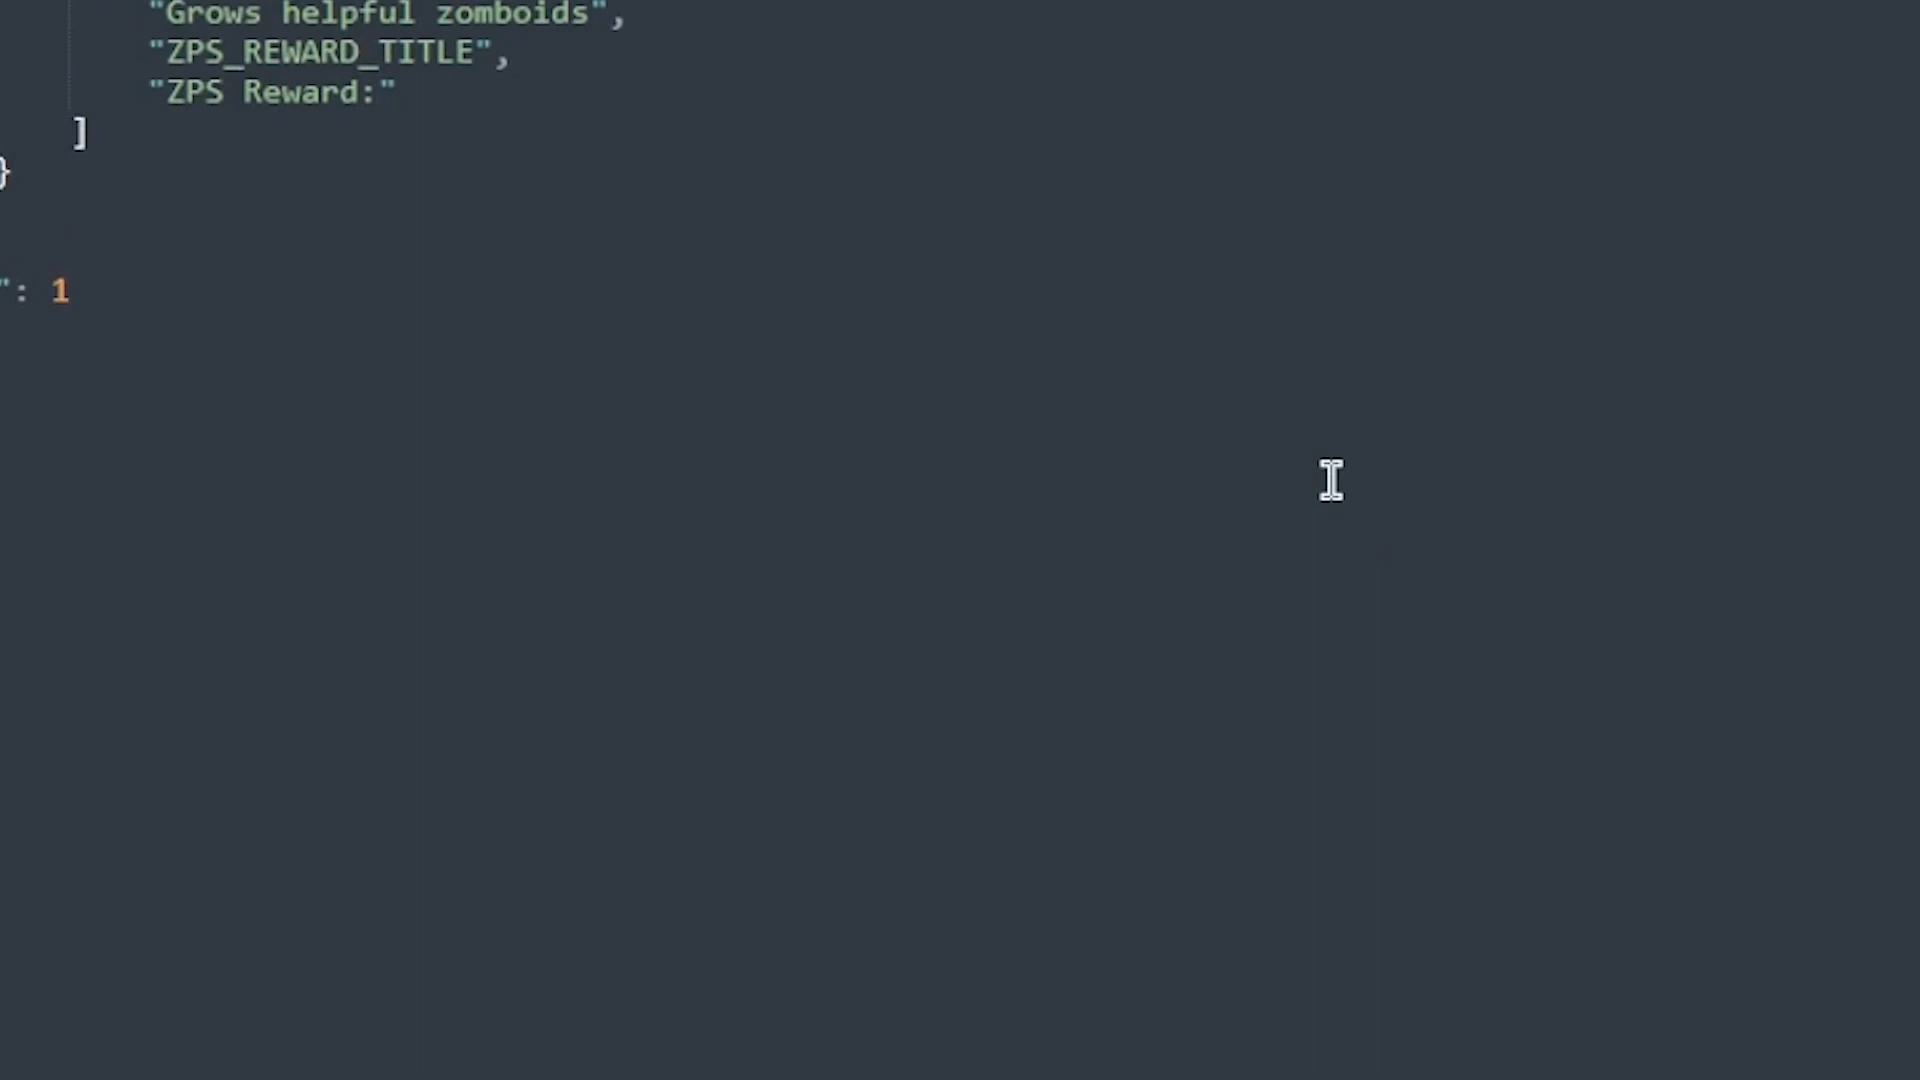 "Grows helpful zomboids",
"ZPS_REWARD_TITLE",
"ZPS Reward:"
]
}
": 1